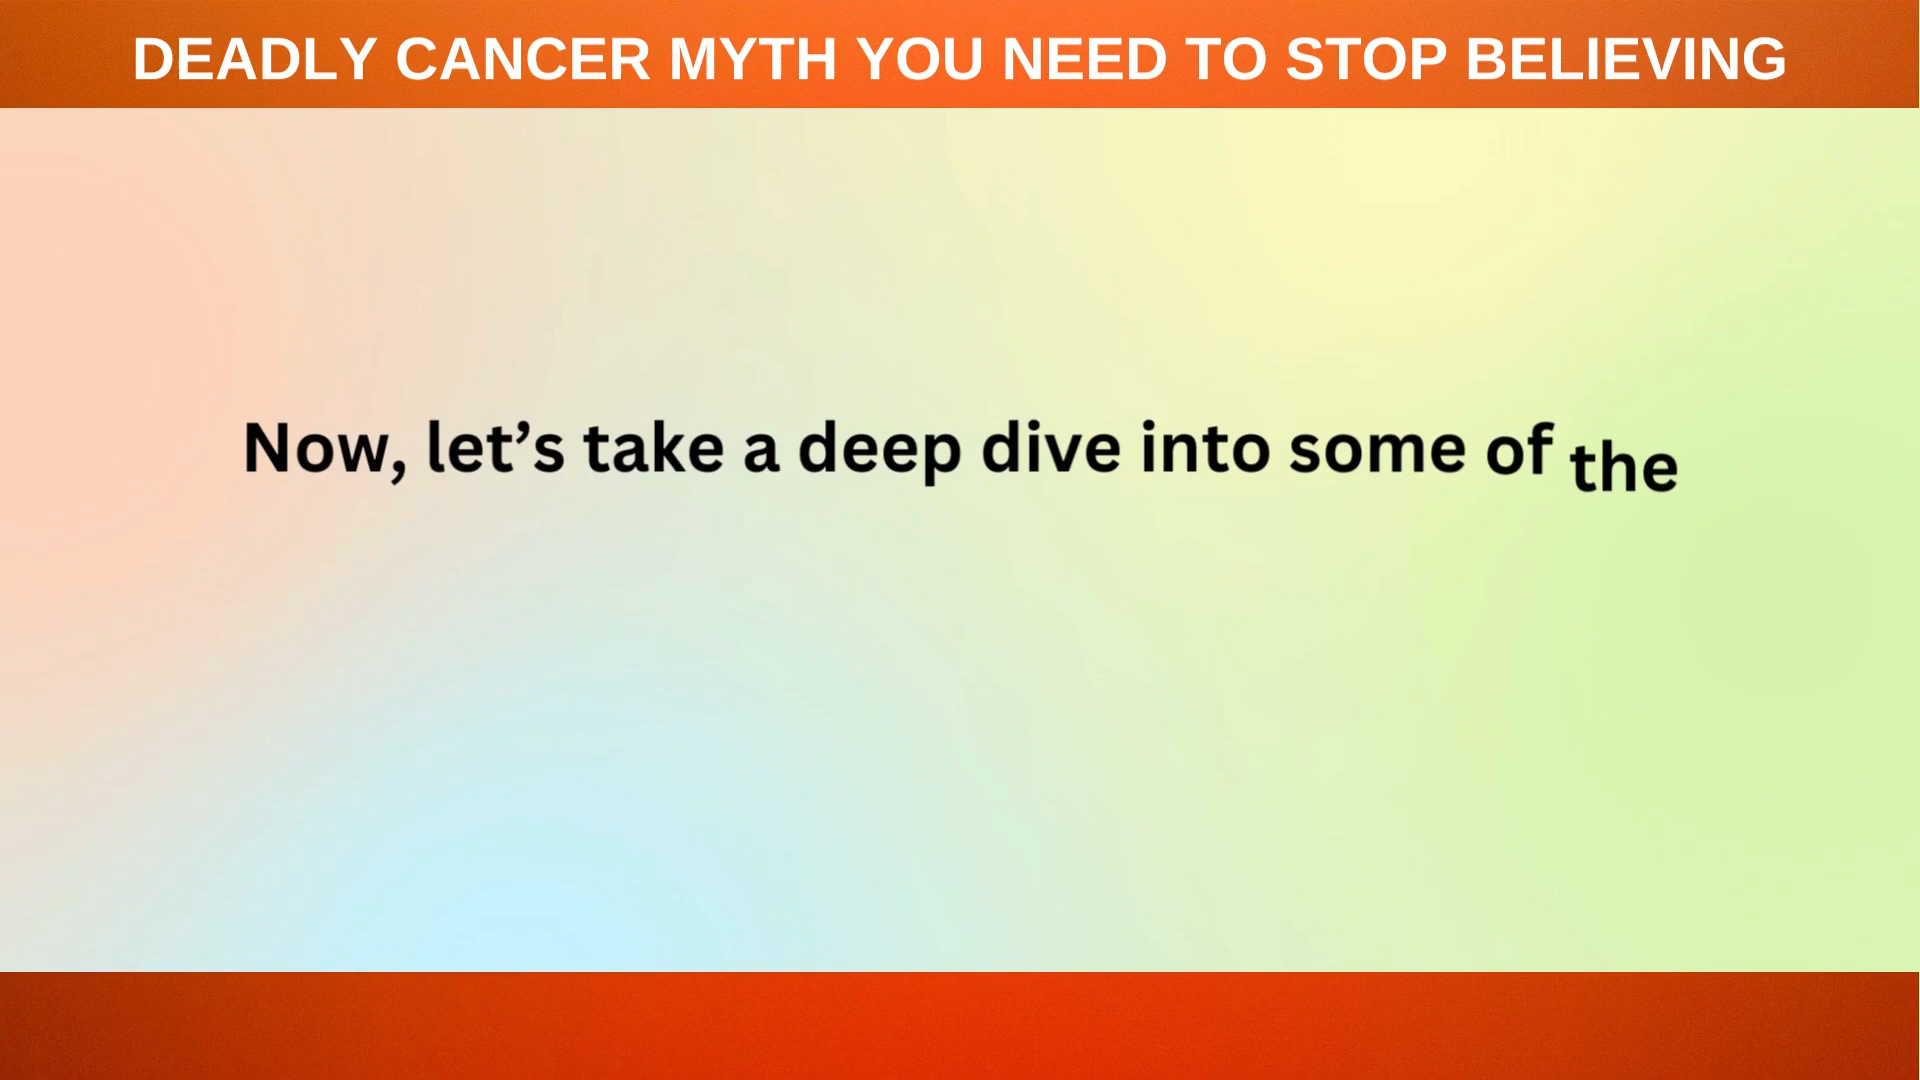 DEADLY CANCER MYTH YOU NEED TO STOP BELIEVING
Now, let’s take a deep dive into some of the